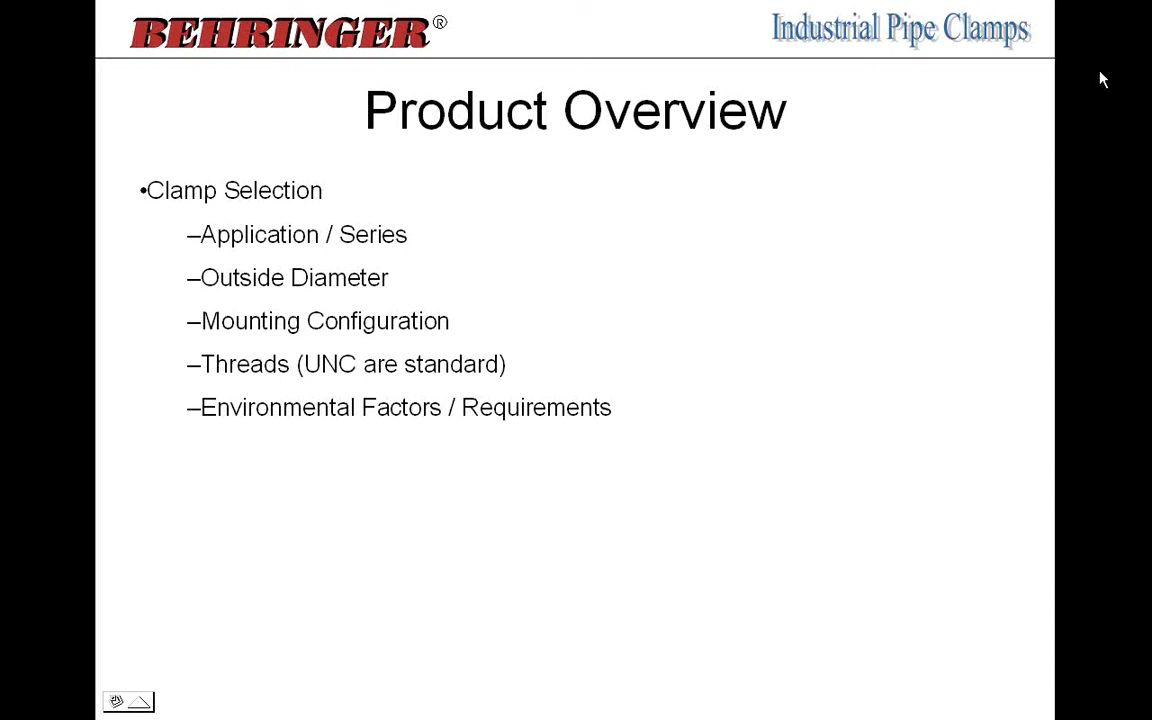 BEHRINGER®
Industrial Pipe Clamps
Product Overview
•Clamp Selection
–Application / Series
–Outside Diameter
–Mounting Configuration
–Threads (UNC are standard)
–Environmental Factors / Requirements